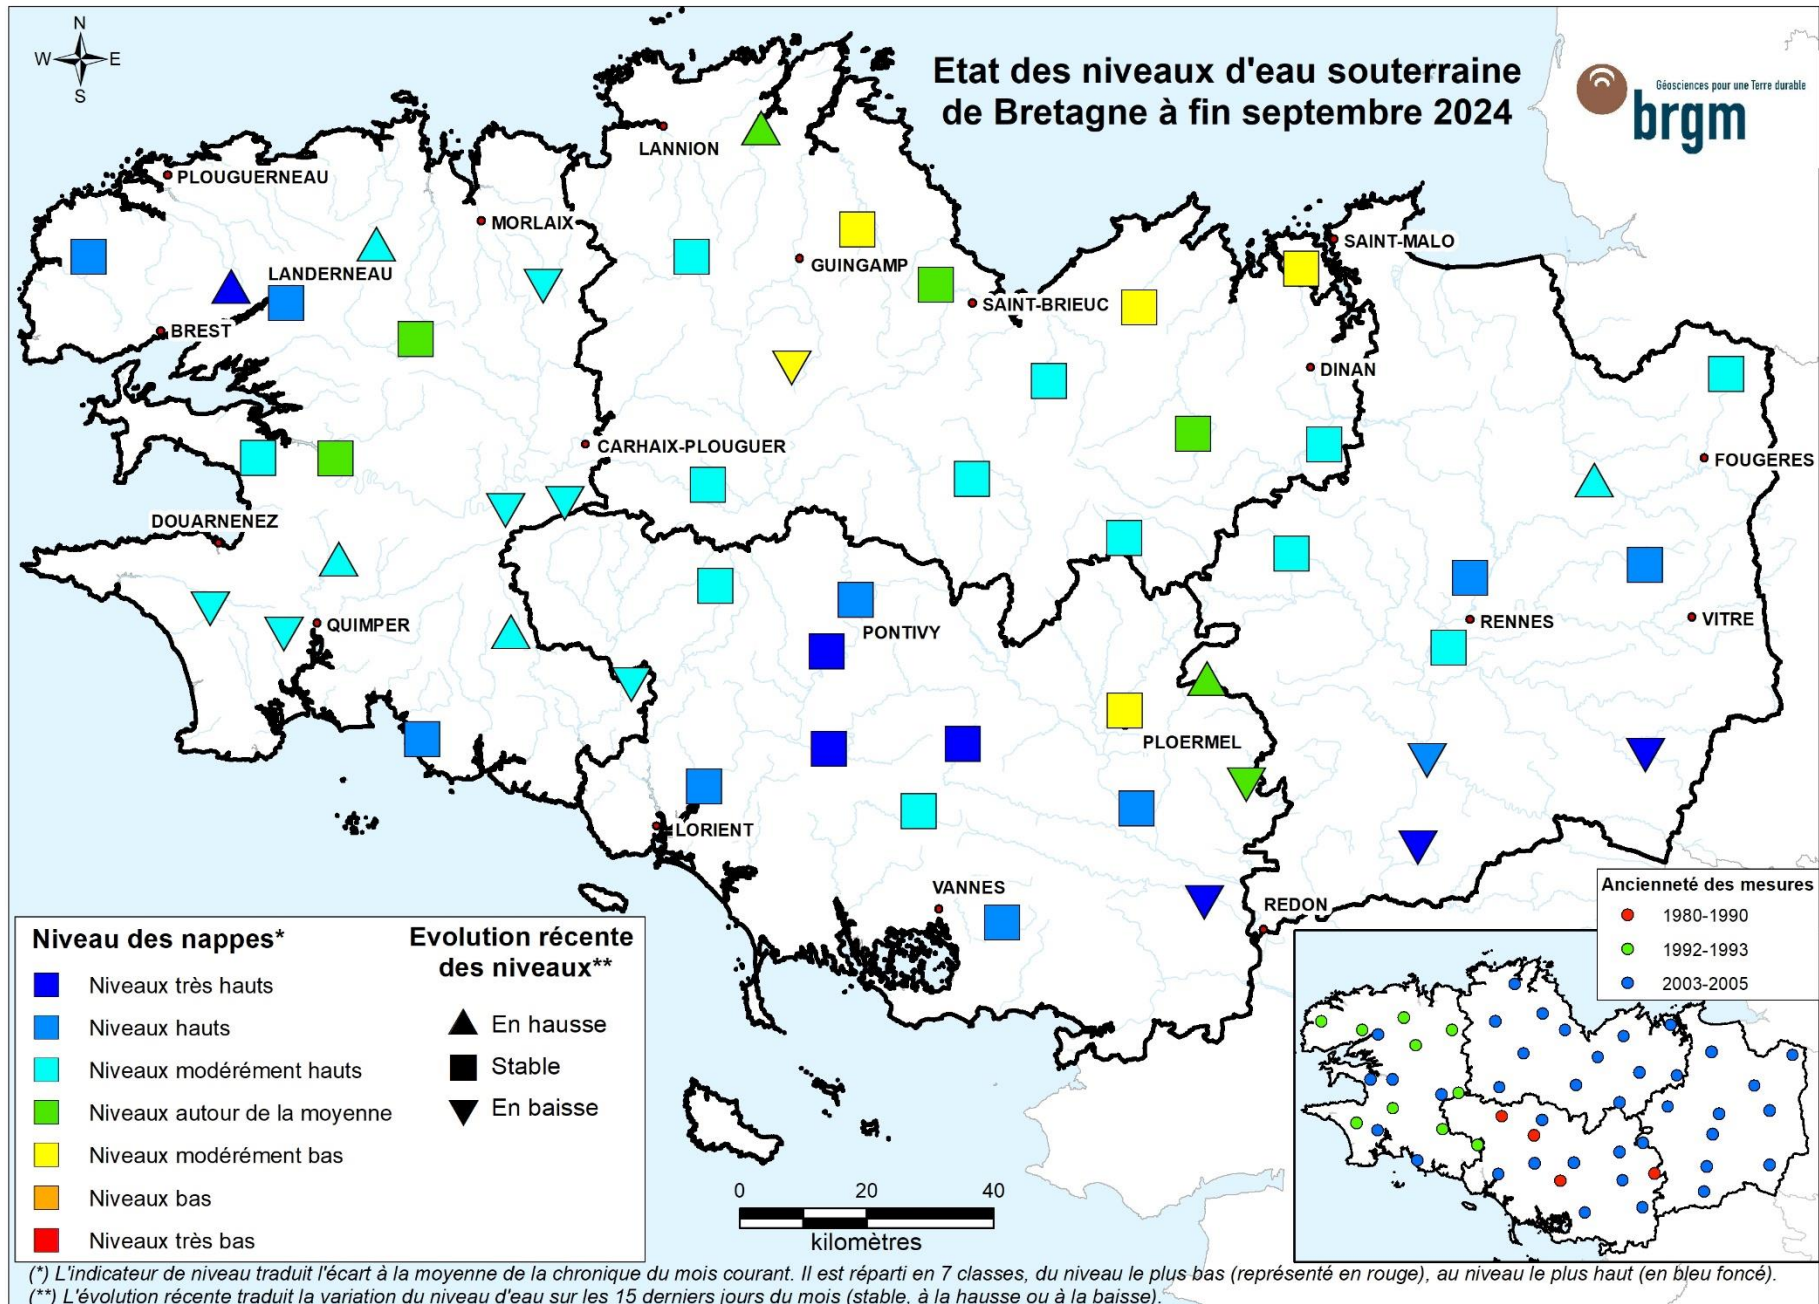 N
W E
S
Etat des niveaux d'eau souterraine
de Bretagne à fin septembre 2024
Géosciences pour une Terre durable
brgm
LANNION
PLOUGUERNEAU
MORLAIX
SAINT-MALO
GUINGAMP
LANDERNEAU
SAINT-BRIEUC
BREST
DINAN
CARHAIX-PLOUGUER
FOUGERES
DOUARNENEZ
QUIMPER
PONTIVY
RENNES
VITRE
PLOERMEL
LORIENT
VANNES
REDON
Niveau des nappes*
Niveaux très hauts
Niveaux hauts
Niveaux modérément hauts
Niveaux autour de la moyenne
Niveaux modérément bas
Niveaux bas
Niveaux très bas
Evolution récente
des niveaux**
En hausse
Stable
En baisse
0 20 40
kilomètres
Ancienneté des mesures
1980-1990
1992-1993
2003-2005
(*) L'indicateur de niveau traduit l'écart à la moyenne de la chronique du mois courant. Il est réparti en 7 classes, du niveau le plus bas (représenté en rouge), au niveau le plus haut (en bleu foncé).
(**) L'évolution récente traduit la variation du niveau d'eau sur les 15 derniers jours du mois (stable, à la hausse ou à la baisse).